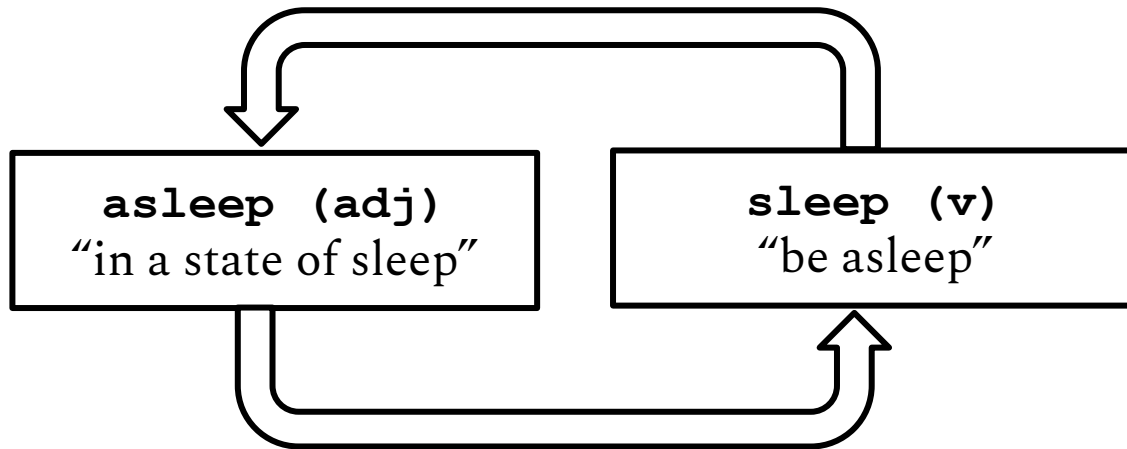 asleep (adj)
“in a state of sleep”
sleep (v)
“be asleep”